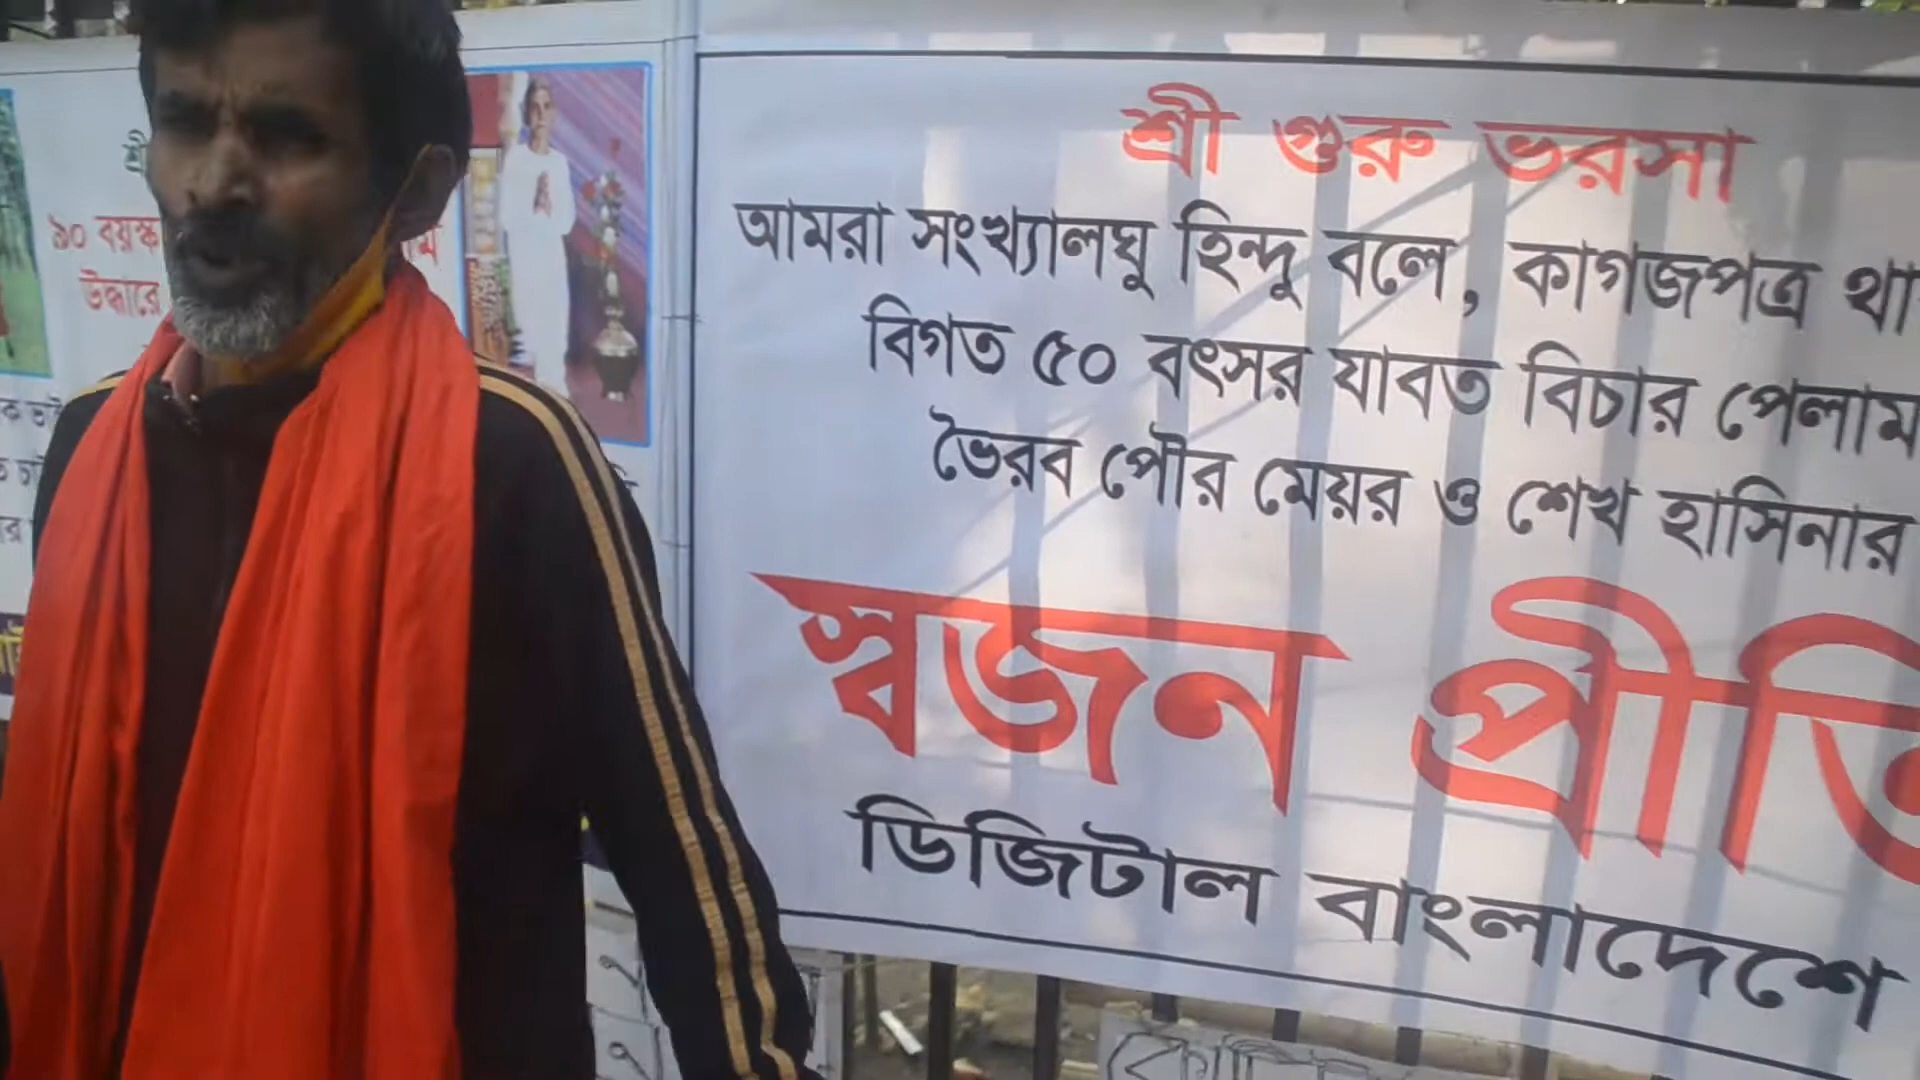 শ্রী গুরু ভরসা
আমরা সংখ্যালঘু হিন্দু বলে, কাগজপত্র থা
বিগত ৫০ বৎসর যাবত বিচার পেলাম
ভৈরব পৌর মেয়র ও শেখ হাসিনার
স্বজন প্রীতি
ডিজিটাল বাংলাদেশে
৯০ বয়স্ক
উদ্ধারে